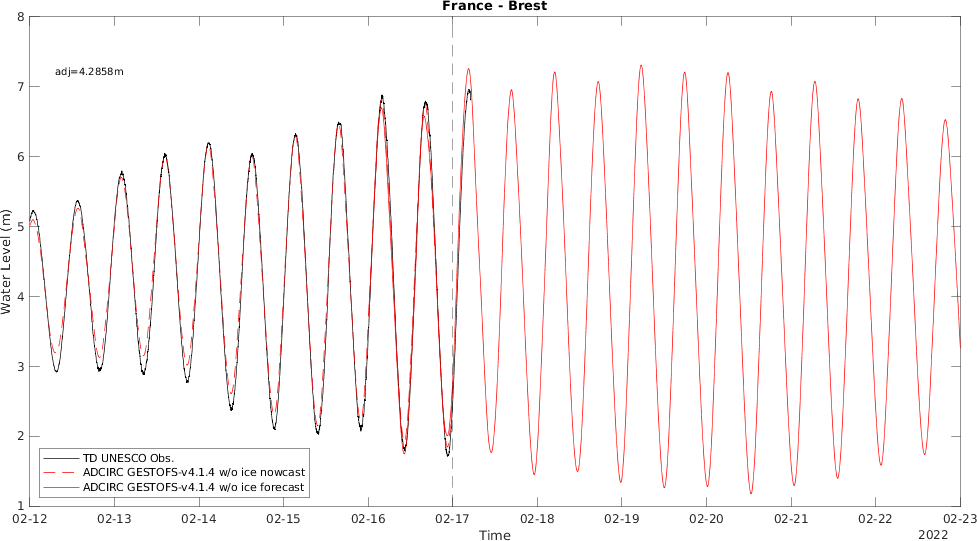 France - Brest
8
7
6
5
4
3
2
1
Water Level (m)
adj=4.2858m
TD UNESCO Obs.
ADCIRC GESTOFS-v4.1.4 w/o ice nowcast
ADCIRC GESTOFS-v4.1.4 w/o ice forecast
02-12 02-13 02-14 02-15 02-16 02-17 02-18 02-19 02-20 02-21 02-22 02-23
Time
2022